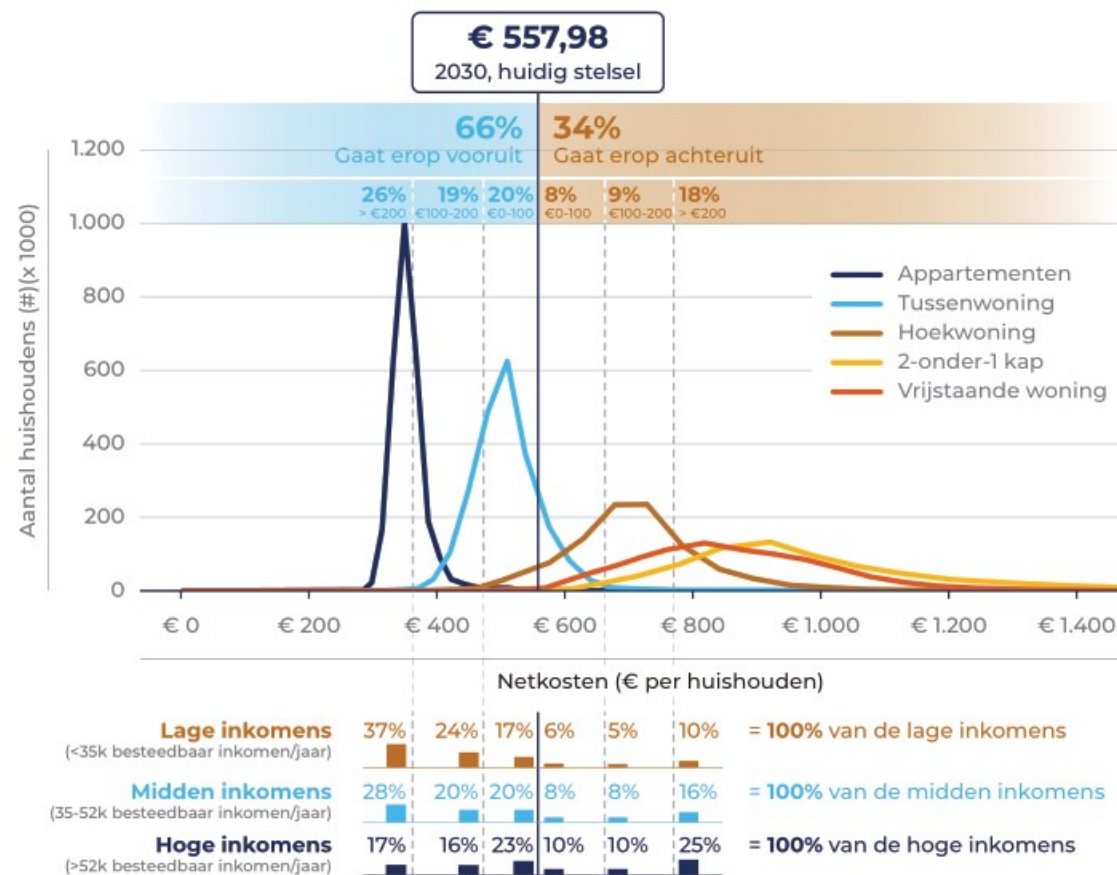 € 557,98
2030, huidig stelsel
66%
Gaat erop vooruit
34%
Gaat erop achteruit
26% 19% 20% 8% 9% 18%
> €200 €100-200 €0-100 €0-100 €100-200 > €200
Aantal huishoudens (#)(x 1000)
1.200
1.000
800
600
400
200
0
Appartementen
Tussenwoning
Hoekwoning
2-onder-1 kap
Vrijstaande woning
€ 0 € 200 € 400 € 600 € 800 € 1.000 € 1.200 € 1.400
Netkosten (€ per huishouden)
Lage inkomens 37% 24% 17% 6% 5% 10% = 100% van de lage inkomens
(<35k besteedbaar inkomen/jaar)
Midden inkomens 28% 20% 20% 8% 8% 16% = 100% van de midden inkomens
(35-52k besteedbaar inkomen/jaar)
Hoge inkomens 17% 16% 23% 10% 10% 25% = 100% van de hoge inkomens
(>52k besteedbaar inkomen/jaar)